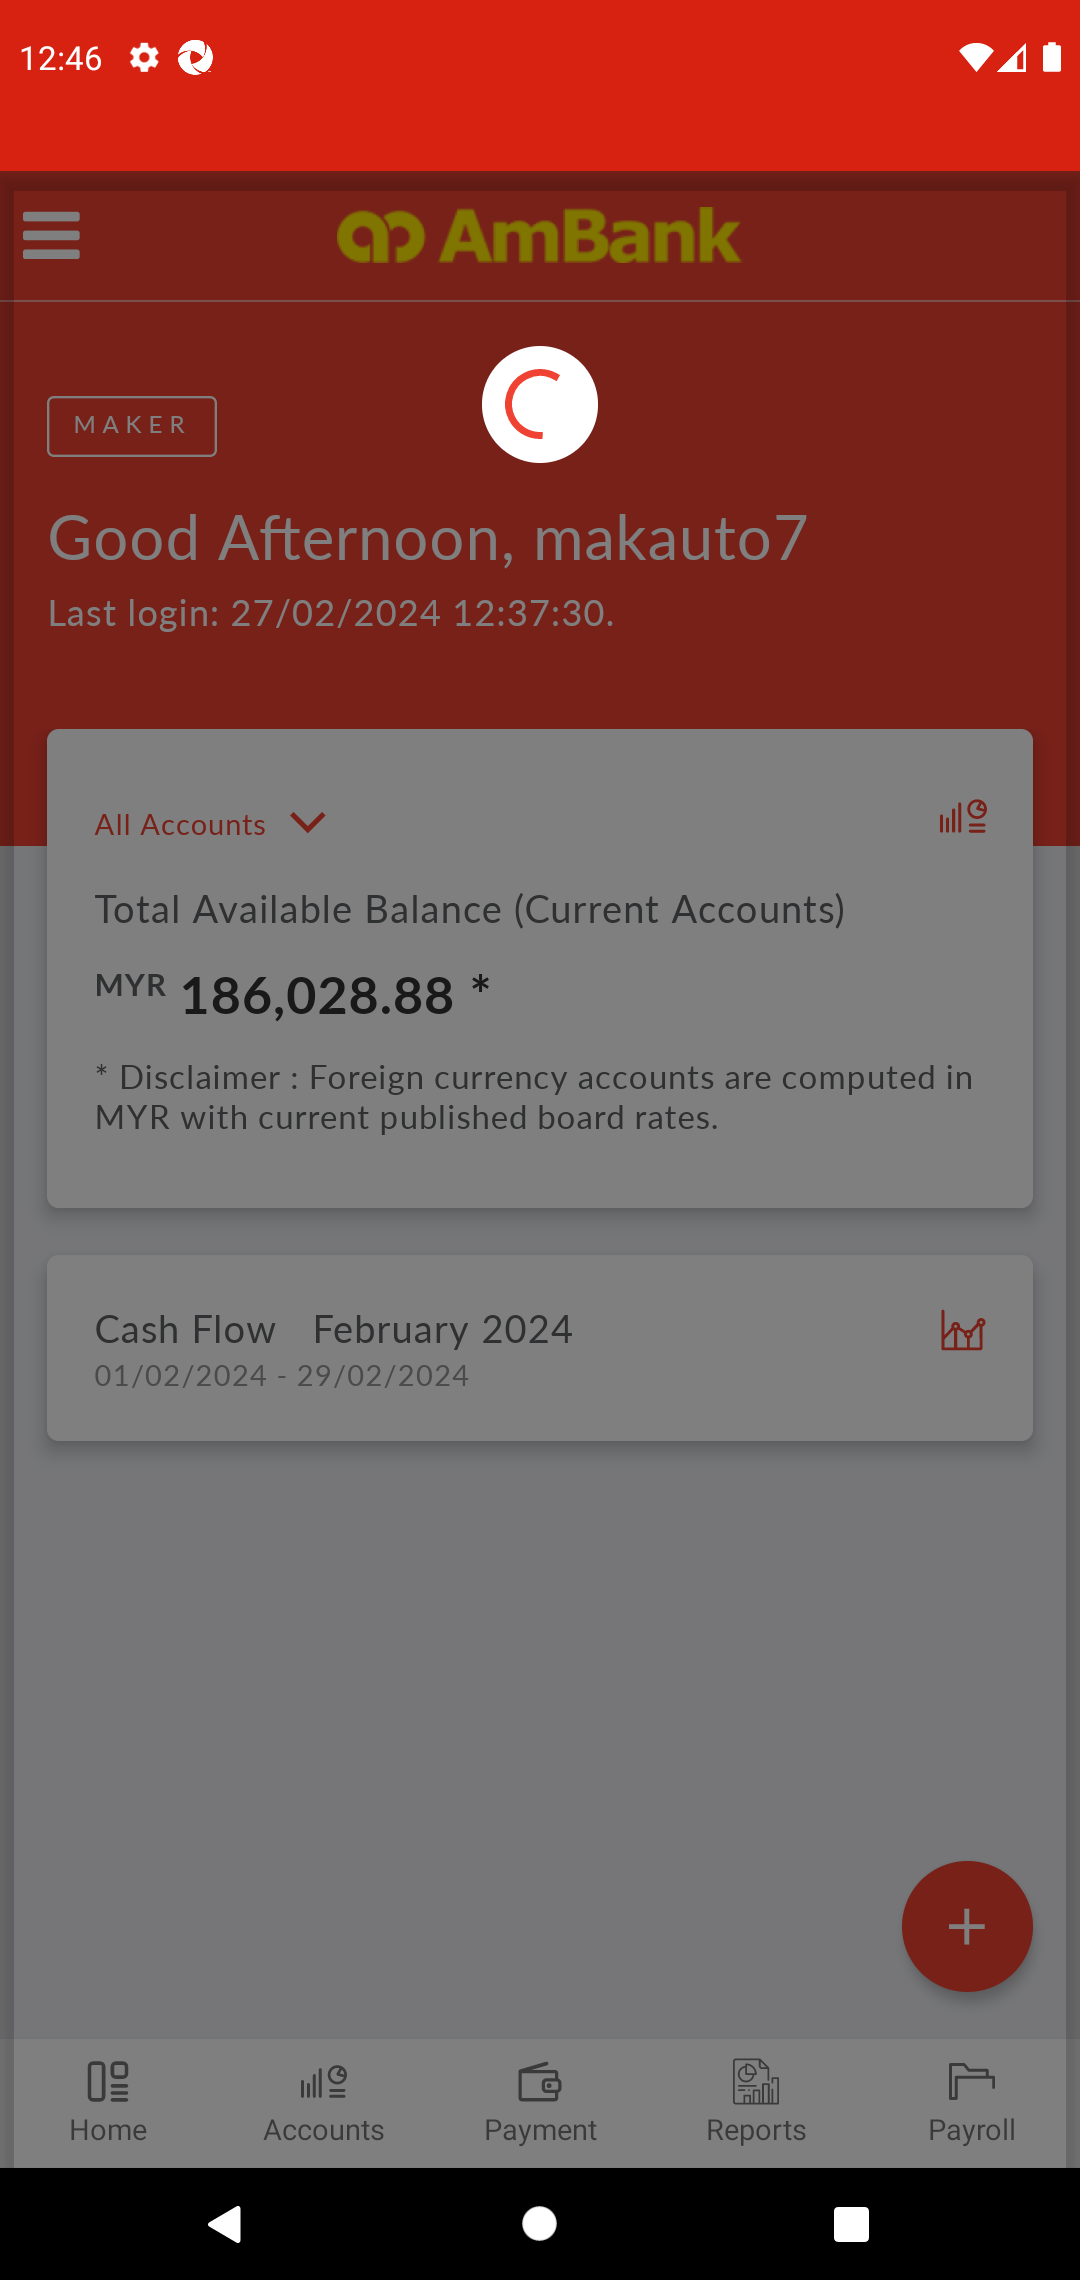 12:46
AmBank
MAKER
Good Afternoon, makauto7
Last login: 27/02/2024 12:37:30.
All Accounts
Total Available Balance (Current Accounts)
MYR 186,028.88 *
* Disclaimer : Foreign currency accounts are computed in
MYR with current published board rates.
Cash Flow February 2024
01/02/2024 - 29/02/2024
Home Accounts Payment Reports Payroll